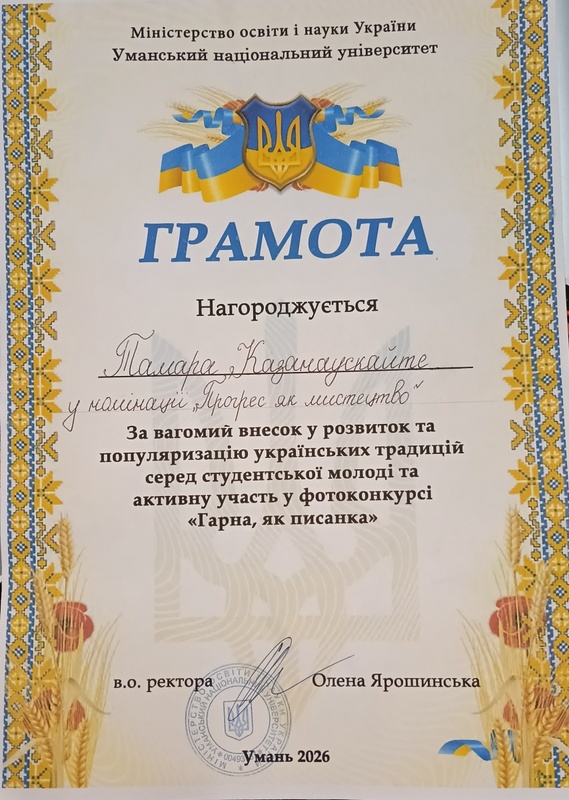 Міністерство освіти і науки України
Уманський національний університет
ГРАМОТА
Нагороджується
Тамара Казанаускайте
у номінації „Прогрес як мистецтво"
За вагомий внесок у розвиток та
популяризацію українських традицій
серед студентської молоді та
активну участь у фотоконкурсі
«Гарна, як писанка»
в.о. ректора Олена Ярошинська
Умань 2026